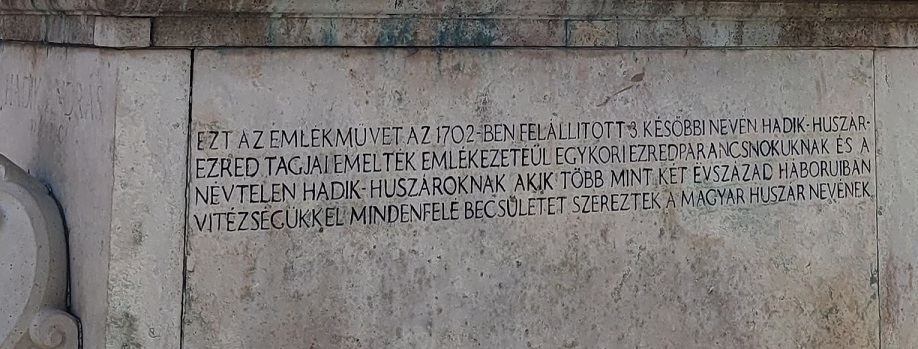 EZT AZ EMLÉKMŰVET AZ 1702-BEN FELÁLLÍTOTT 3. KÉSŐBBI NEVÉN HADIK-HUSZÁR-
EZRED TAGJAI EMELTÉK EMLÉKEZETÉÜL EGYKORI EZREDPARANCSNOKUKNAK ÉS A
NÉVTELEN HADIK-HUSZÁROKNAK AKIK TÖBB MINT KÉT ÉVSZÁZAD HÁBORÚIBAN
VITÉZSÉGÜKKEL MINDENFELÉ BECSÜLETET SZEREZTEK A MAGYAR HUSZÁR NEVÉNEK.